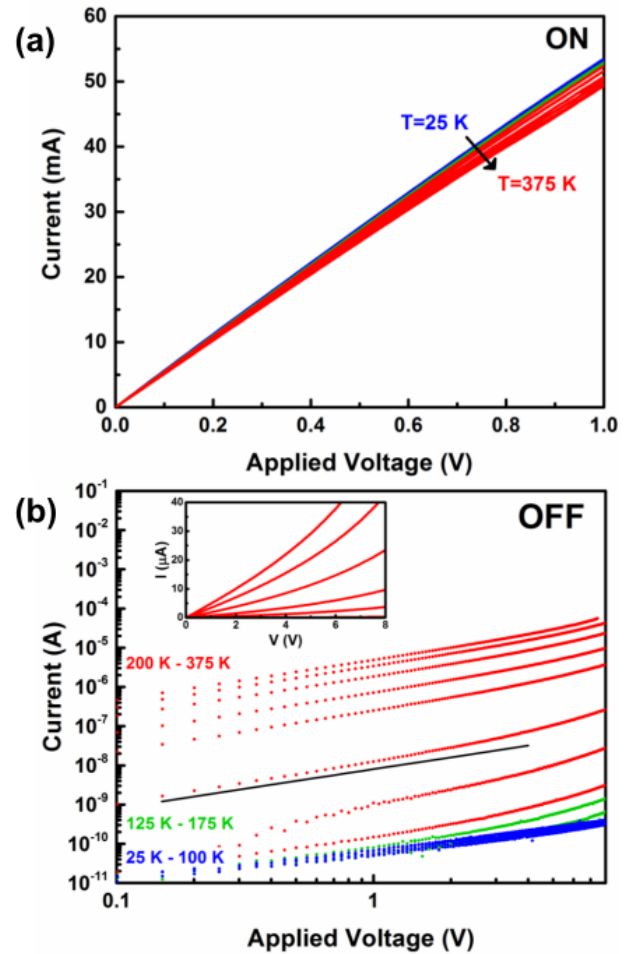 (a)
ON
60
50
40
30
20
10
0
Current (mA)
T=25 K
T=375 K
0.0 0.2 0.4 0.6 0.8 1.0
Applied Voltage (V)
(b)
OFF
10⁻¹
10⁻²
10⁻³
10⁻⁴
10⁻⁵
10⁻⁶
10⁻⁷
10⁻⁸
10⁻⁹
10⁻¹⁰
10⁻¹¹
Current (A)
40
30
20
10
0
I (μA)
0 2 4 6 8
V (V)
200 K - 375 K
125 K - 175 K
25 K - 100 K
0.1 1
Applied Voltage (V)